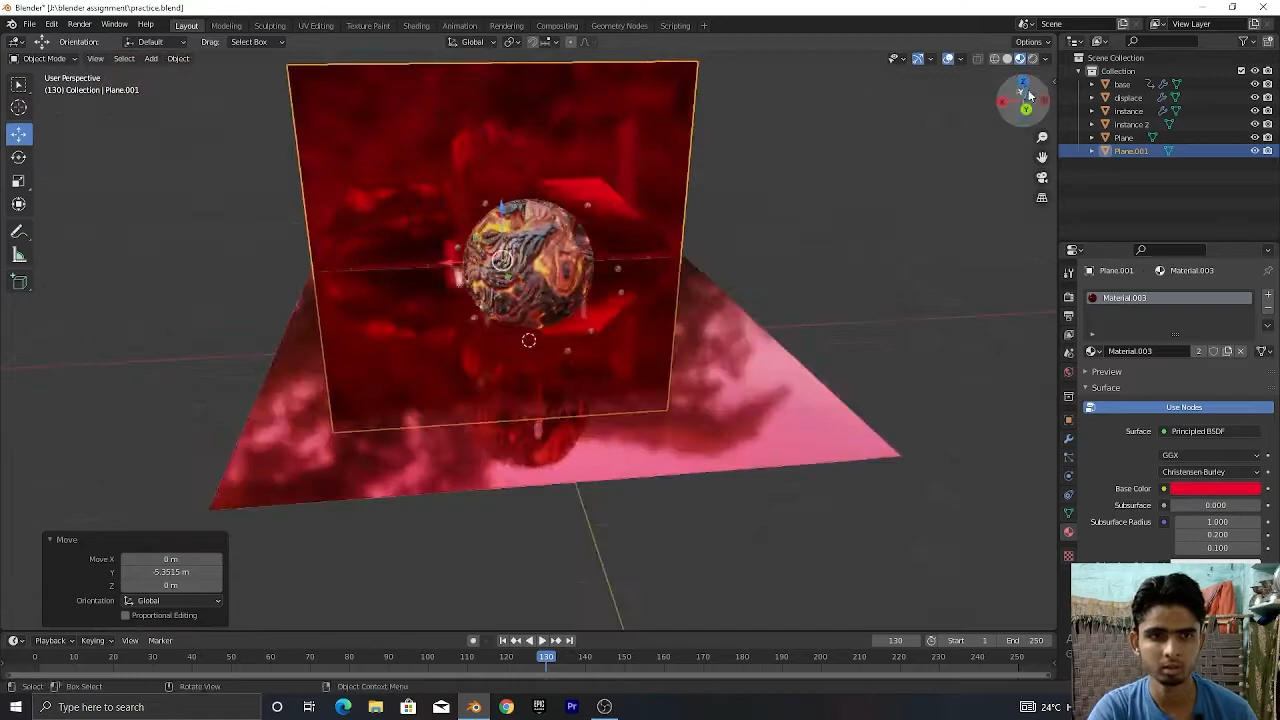 Blender* [J:\blender assignment\practice.blend]
File Edit Render Window Help Layout Modeling Sculpting UV Editing Texture Paint Shading Animation Rendering Compositing Geometry Nodes Scripting + Scene View Layer
Orientation: Default Drag: Select Box Global Options
Object Mode View Select Add Object
User Perspective
(130) Collection | Plane.001
Z
Y
X
Y
Scene Collection
Collection
base
displace
Instance
Instance 2
Plane
Plane.001
Plane.001 Material.003
Material.003
Material.003 2
Preview
Surface
Use Nodes
Surface: Principled BSDF
GGX
Christensen-Burley
Base Color
Subsurface 0.000
Subsurface Radius 1.000
0.200
0.100
Move
Move X 0 m
Y -5.3515 m
Z 0 m
Orientation Global
Proportional Editing
Playback Keying View Marker 130 Start 1 End 250
0 10 20 30 40 50 60 70 80 90 100 110 120 130 140 150 160 170 180 190 200 210 220 230 240 250
Select Box Select Rotate View Object Context Menu
Type here to search EPIC GAMES Pr 24°C